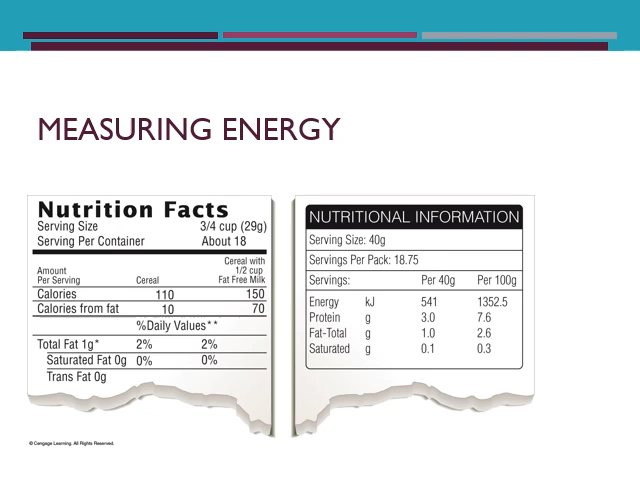 MEASURING ENERGY
Nutrition Facts
Serving Size 3/4 cup (29g)
Serving Per Container About 18
Amount Per Serving Cereal Cereal with 1/2 cup Fat Free Milk
Calories 110 150
Calories from fat 10 70
%Daily Values**
Total Fat 1g* 2% 2%
Saturated Fat 0g 0% 0%
Trans Fat 0g
NUTRITIONAL INFORMATION
Serving Size: 40g
Servings Per Pack: 18.75
Servings: Per 40g Per 100g
Energy kJ 541 1352.5
Protein g 3.0 7.6
Fat-Total g 1.0 2.6
Saturated g 0.1 0.3
© Cengage Learning. All Rights Reserved.